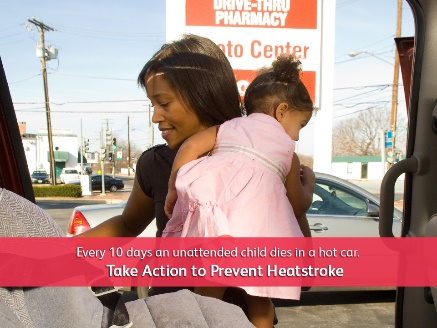 DRIVE-THRU
PHARMACY
Photo Center
Every 10 days an unattended child dies in a hot car.
Take Action to Prevent Heatstroke